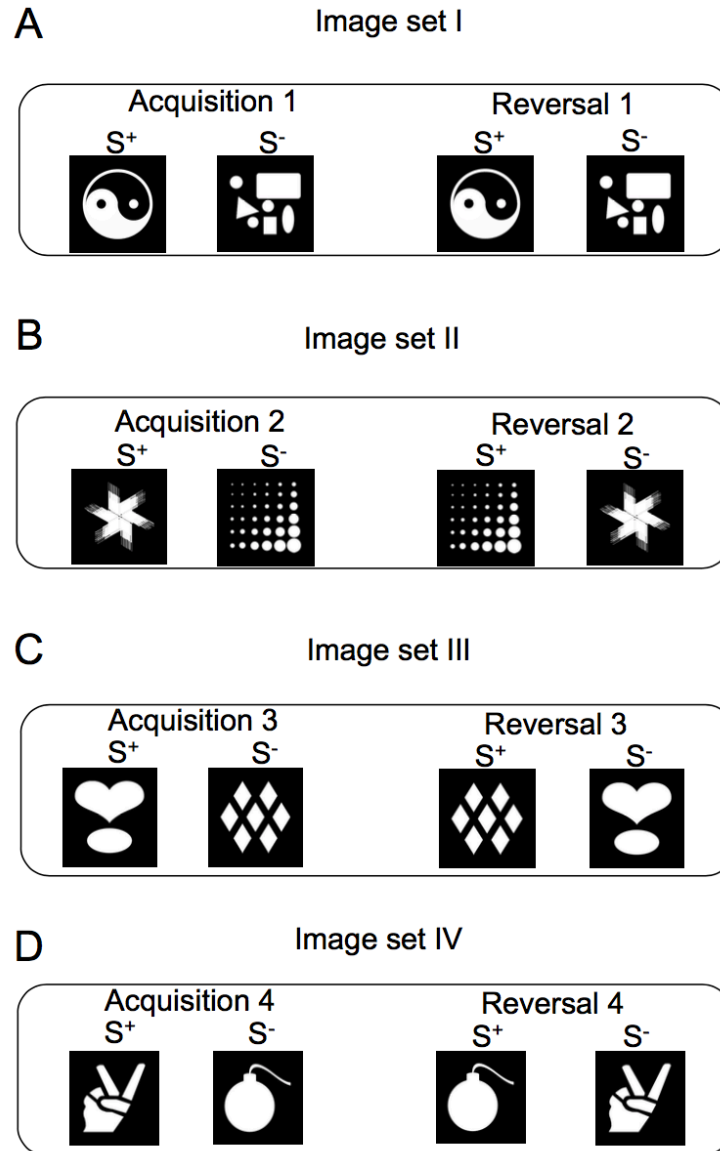 A
Image set I
Acquisition 1 Reversal 1
S⁺ S⁻ S⁺ S⁻
B
Image set II
Acquisition 2 Reversal 2
S⁺ S⁻ S⁺ S⁻
C
Image set III
Acquisition 3 Reversal 3
S⁺ S⁻ S⁺ S⁻
D
Image set IV
Acquisition 4 Reversal 4
S⁺ S⁻ S⁺ S⁻